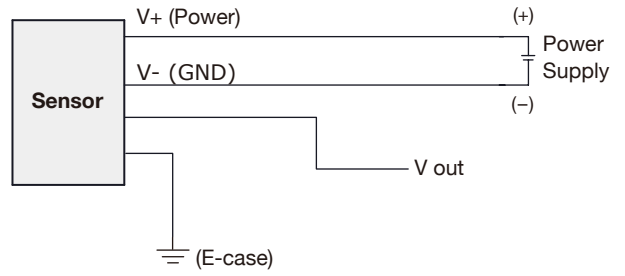 V+ (Power)
(+)
Power
Supply
V- (GND)
(–)
Sensor
V out
(E-case)